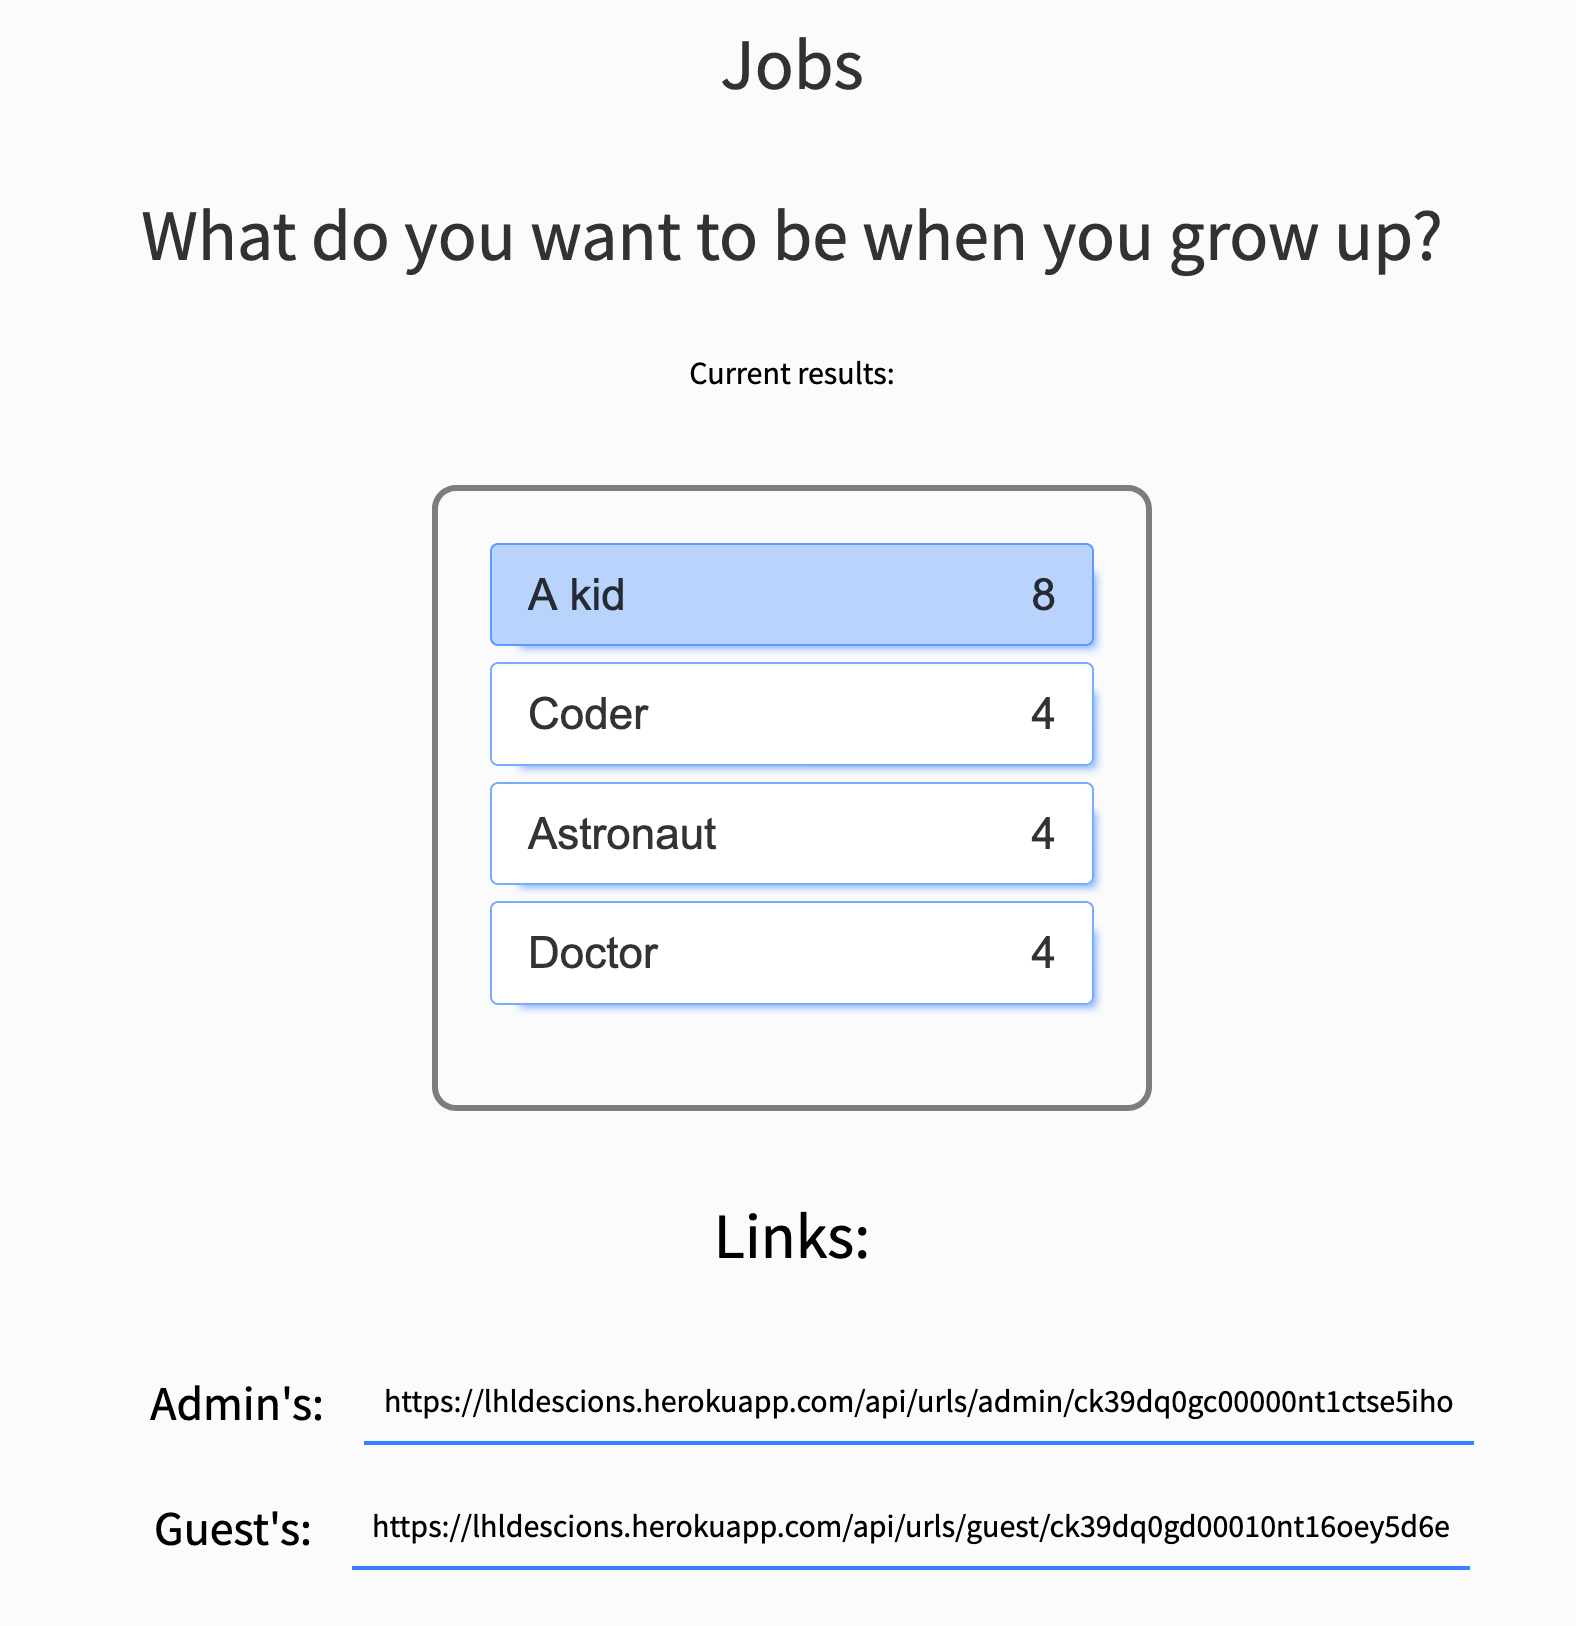 Jobs
What do you want to be when you grow up?
Current results:
A kid 8
Coder 4
Astronaut 4
Doctor 4
Links:
Admin's: https://lhldescions.herokuapp.com/api/urls/admin/ck39dq0gc00000nt1ctse5iho
Guest's: https://lhldescions.herokuapp.com/api/urls/guest/ck39dq0gd00010nt16oey5d6e